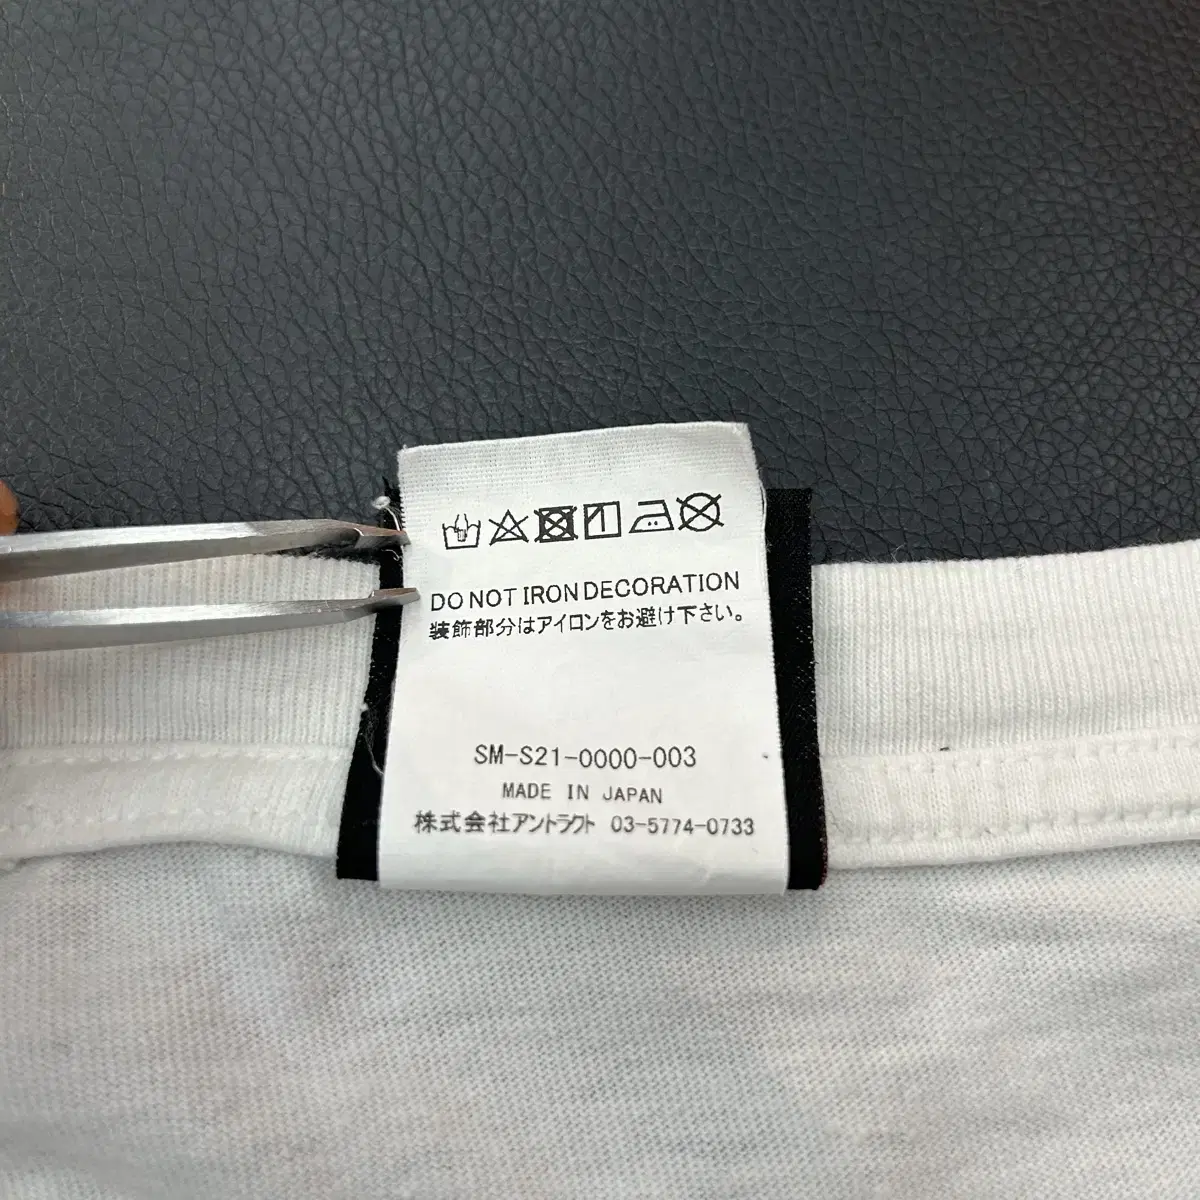 DO NOT IRON DECORATION
装飾部分はアイロンをお避け下さい。
SM-S21-0000-003
MADE IN JAPAN
株式会社アントラクト 03-5774-0733